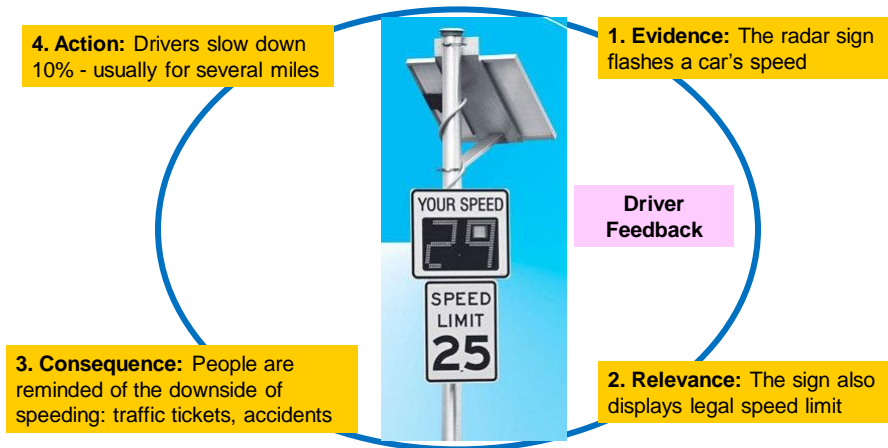 4. Action: Drivers slow down
10% - usually for several miles
1. Evidence: The radar sign
flashes a car’s speed
YOUR SPEED
29
SPEED
LIMIT
25
Driver
Feedback
3. Consequence: People are
reminded of the downside of
speeding: traffic tickets, accidents
2. Relevance: The sign also
displays legal speed limit